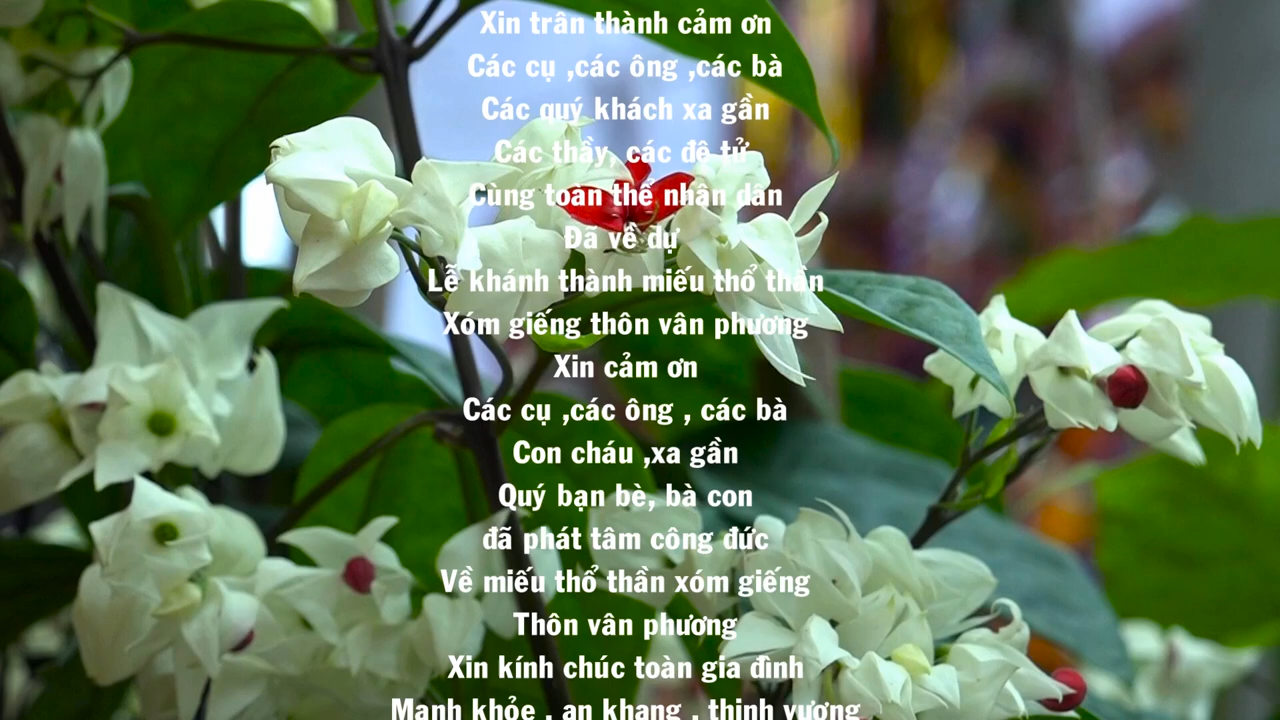 Xin trân thành cảm ơn
Các cụ ,các ông ,các bà
Các quý khách xa gần
Các thầy, các đệ tử
Cùng toàn thể nhân dân
Đã về dự
Lễ khánh thành miếu thổ thần
Xóm giếng thôn vân phương
Xin cảm ơn
Các cụ ,các ông , các bà
Con cháu ,xa gần
Quý bạn bè, bà con
đã phát tâm công đức
Về miếu thổ thần xóm giếng
Thôn vân phương
Xin kính chúc toàn gia đình
Mạnh khỏe , an khang , thịnh vượng